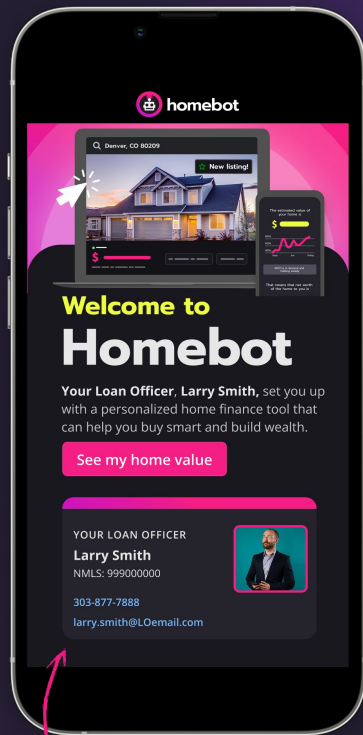 homebot
Denver, CO 80209
New listing!
$
The estimated value of
your home is
$
That means that net worth
of the home to you is
Welcome to
Homebot
Your Loan Officer, Larry Smith, set you up
with a personalized home finance tool that
can help you buy smart and build wealth.
See my home value
YOUR LOAN OFFICER
Larry Smith
NMLS: 999000000
303-877-7888
larry.smith@LOemail.com